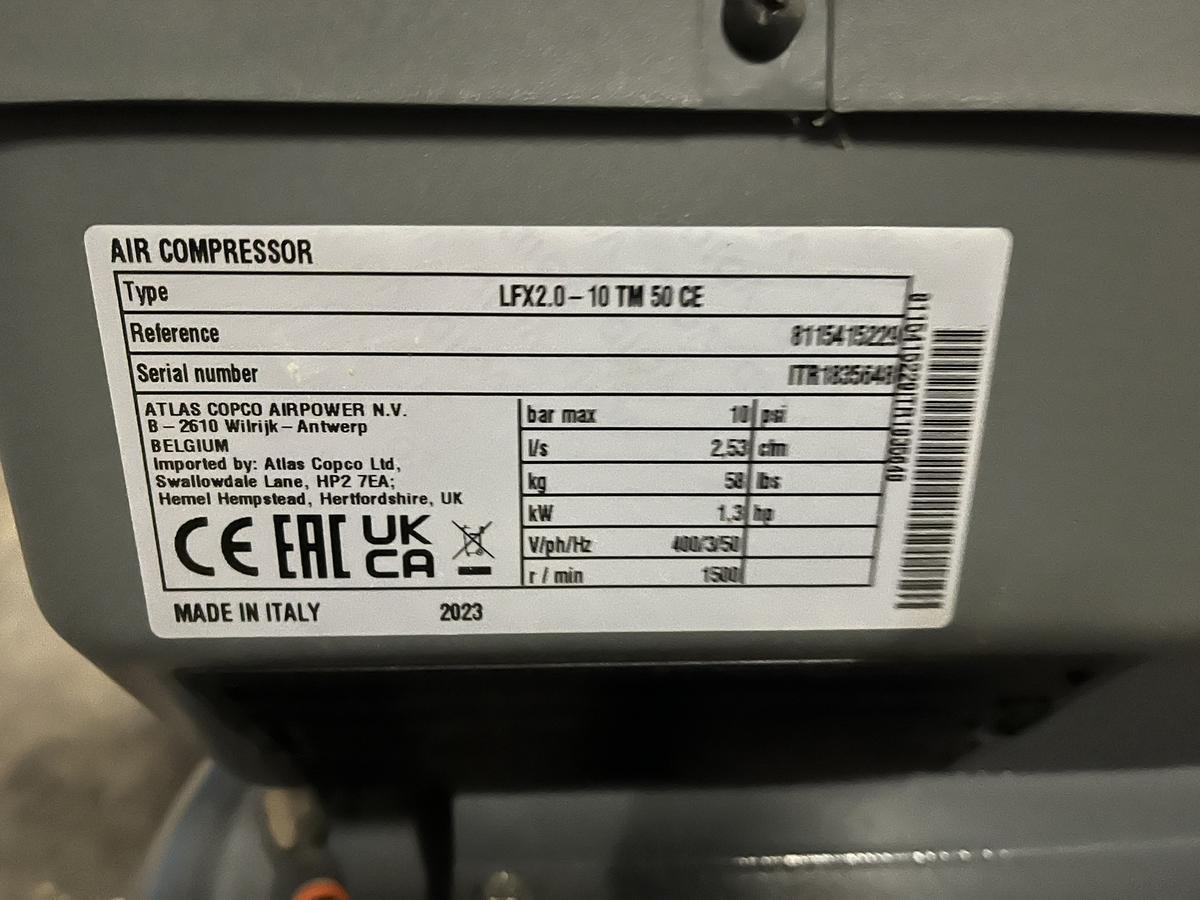 AIR COMPRESSOR
Type LFX2.0 – 10 TM 50 CE
Reference 8115415229
Serial number ITR1835648
ATLAS COPCO AIRPOWER N.V.
B – 2610 Wilrijk – Antwerp
BELGIUM
Imported by: Atlas Copco Ltd,
Swallowdale Lane, HP2 7EA;
Hemel Hempstead, Hertfordshire, UK
CE EAC UK CA
bar max 10 psi
l/s 2,53 cfm
kg 58 lbs
kW 1,3 hp
V/ph/Hz 400/3/50
r / min 1500
MADE IN ITALY 2023